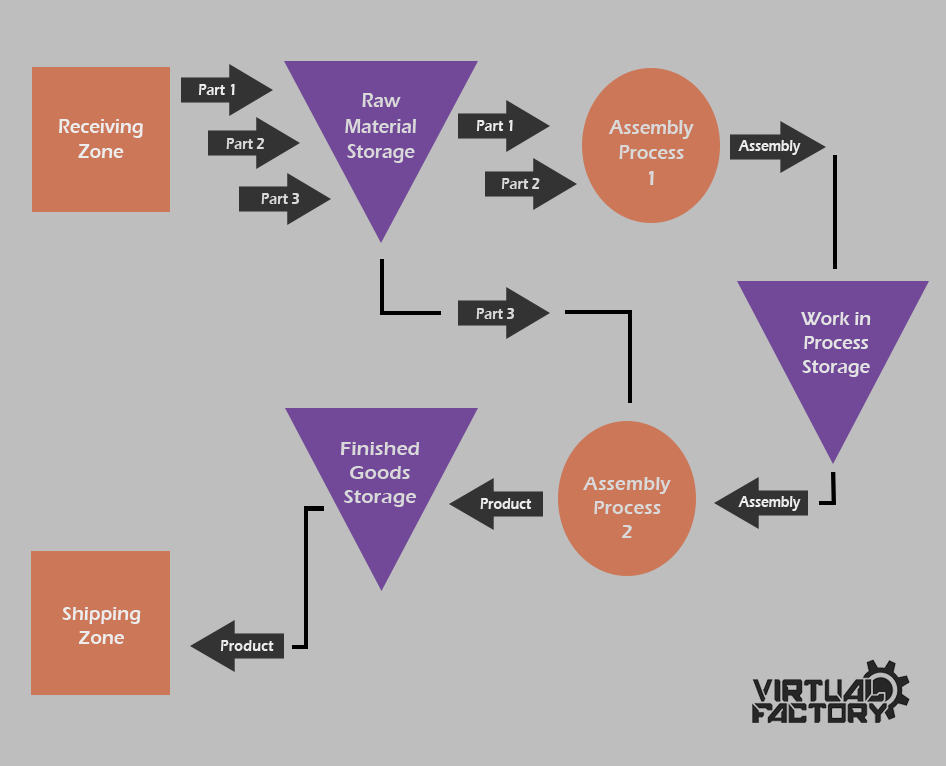 Receiving
Zone
Part 1
Part 2
Part 3
Raw
Material
Storage
Part 1
Part 2
Assembly
Process
1
Assembly
Work in
Process
Storage
Part 3
Assembly
Assembly
Process
2
Product
Finished
Goods
Storage
Product
Shipping
Zone
VIRTUAL
FACTORY